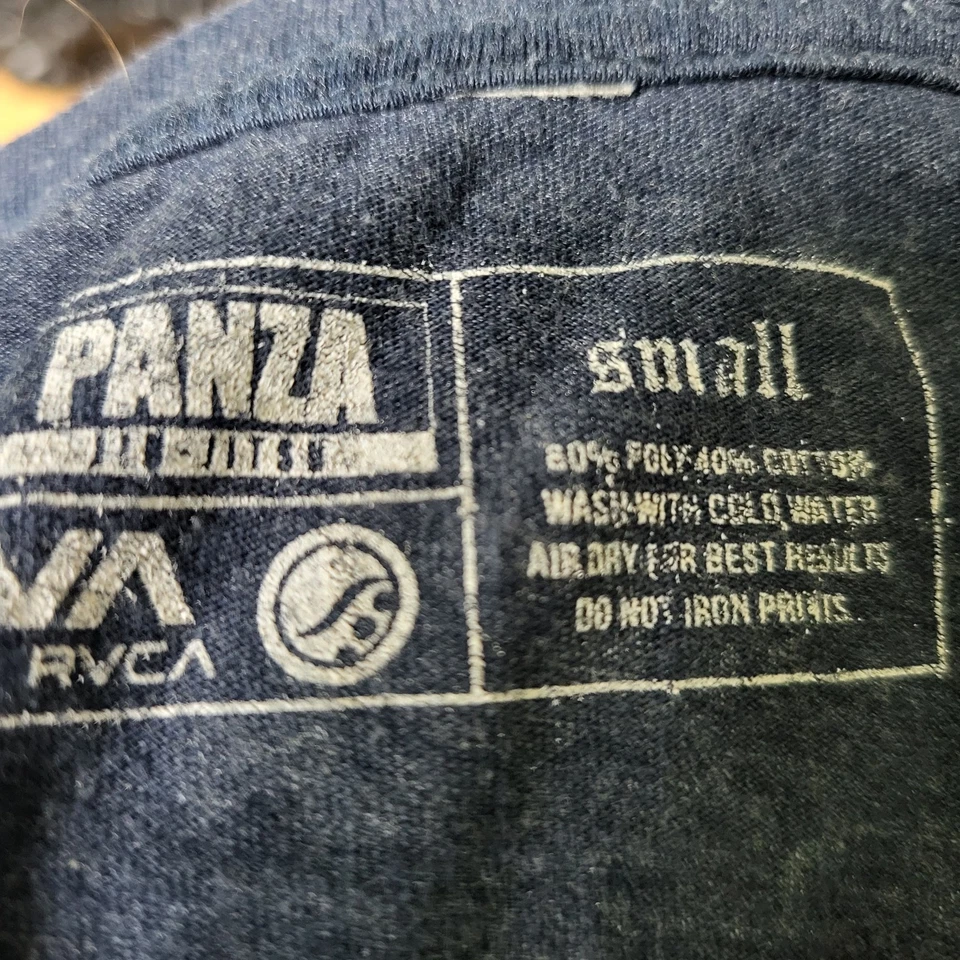 PANZA
small
60% POLY 40% COTTON
WASH WITH COLD WATER
AIR DRY FOR BEST RESULTS
DO NOT IRON PRINTS.
VA
RVCA